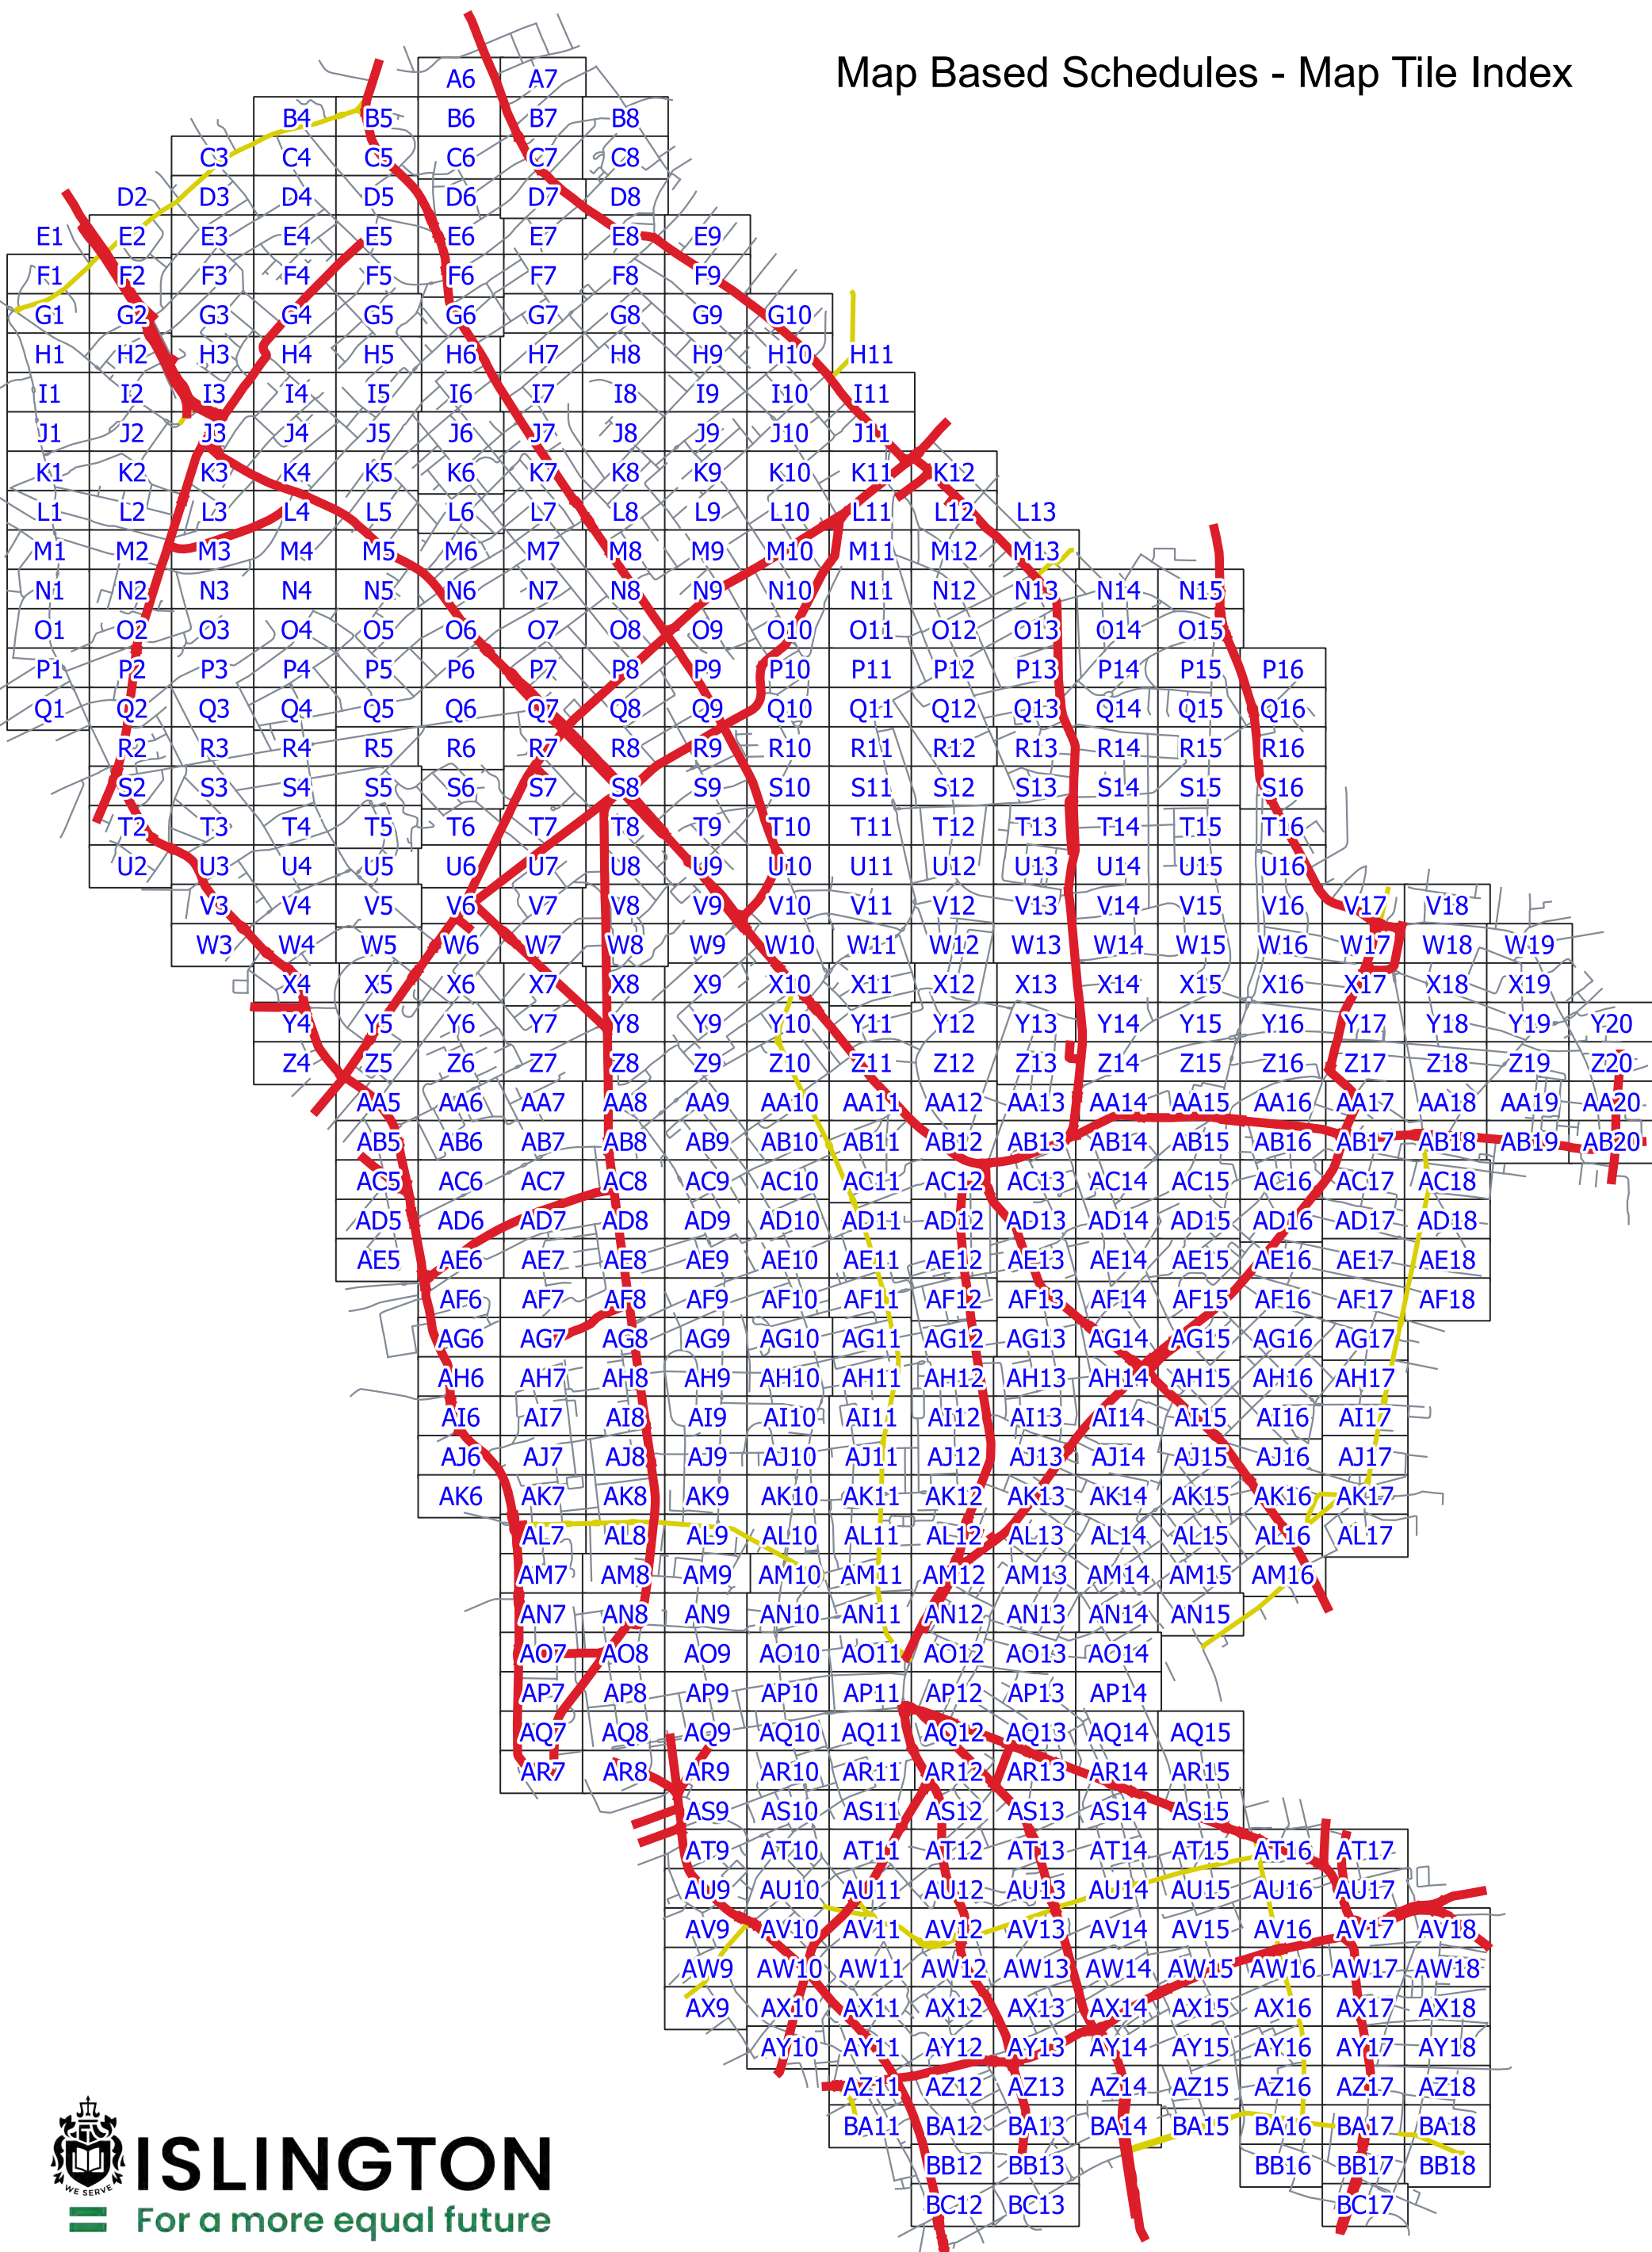 Map Based Schedules - Map Tile Index
A6 A7
B4 B5 B6 B7 B8
C3 C4 C5 C6 C7 C8
D2 D3 D4 D5 D6 D7 D8
E1 E2 E3 E4 E5 E6 E7 E8 E9
F1 F2 F3 F4 F5 F6 F7 F8 F9
G1 G2 G3 G4 G5 G6 G7 G8 G9 G10
H1 H2 H3 H4 H5 H6 H7 H8 H9 H10 H11
I1 I2 I3 I4 I5 I6 I7 I8 I9 I10 I11
J1 J2 J3 J4 J5 J6 J7 J8 J9 J10 J11
K1 K2 K3 K4 K5 K6 K7 K8 K9 K10 K11 K12
L1 L2 L3 L4 L5 L6 L7 L8 L9 L10 L11 L12 L13
M1 M2 M3 M4 M5 M6 M7 M8 M9 M10 M11 M12 M13
N1 N2 N3 N4 N5 N6 N7 N8 N9 N10 N11 N12 N13 N14 N15
O1 O2 O3 O4 O5 O6 O7 O8 O9 O10 O11 O12 O13 O14 O15
P1 P2 P3 P4 P5 P6 P7 P8 P9 P10 P11 P12 P13 P14 P15 P16
Q1 Q2 Q3 Q4 Q5 Q6 Q7 Q8 Q9 Q10 Q11 Q12 Q13 Q14 Q15 Q16
R2 R3 R4 R5 R6 R7 R8 R9 R10 R11 R12 R13 R14 R15 R16
S2 S3 S4 S5 S6 S7 S8 S9 S10 S11 S12 S13 S14 S15 S16
T2 T3 T4 T5 T6 T7 T8 T9 T10 T11 T12 T13 T14 T15 T16
U2 U3 U4 U5 U6 U7 U8 U9 U10 U11 U12 U13 U14 U15 U16
V3 V4 V5 V6 V7 V8 V9 V10 V11 V12 V13 V14 V15 V16 V17 V18
W3 W4 W5 W6 W7 W8 W9 W10 W11 W12 W13 W14 W15 W16 W17 W18 W19
X4 X5 X6 X7 X8 X9 X10 X11 X12 X13 X14 X15 X16 X17 X18 X19
Y4 Y5 Y6 Y7 Y8 Y9 Y10 Y11 Y12 Y13 Y14 Y15 Y16 Y17 Y18 Y19 Y20
Z4 Z5 Z6 Z7 Z8 Z9 Z10 Z11 Z12 Z13 Z14 Z15 Z16 Z17 Z18 Z19 Z20
AA5 AA6 AA7 AA8 AA9 AA10 AA11 AA12 AA13 AA14 AA15 AA16 AA17 AA18 AA19 AA20
AB5 AB6 AB7 AB8 AB9 AB10 AB11 AB12 AB13 AB14 AB15 AB16 AB17 AB18 AB19 AB20
AC5 AC6 AC7 AC8 AC9 AC10 AC11 AC12 AC13 AC14 AC15 AC16 AC17 AC18
AD5 AD6 AD7 AD8 AD9 AD10 AD11 AD12 AD13 AD14 AD15 AD16 AD17 AD18
AE5 AE6 AE7 AE8 AE9 AE10 AE11 AE12 AE13 AE14 AE15 AE16 AE17 AE18
AF6 AF7 AF8 AF9 AF10 AF11 AF12 AF13 AF14 AF15 AF16 AF17 AF18
AG6 AG7 AG8 AG9 AG10 AG11 AG12 AG13 AG14 AG15 AG16 AG17
AH6 AH7 AH8 AH9 AH10 AH11 AH12 AH13 AH14 AH15 AH16 AH17
AI6 AI7 AI8 AI9 AI10 AI11 AI12 AI13 AI14 AI15 AI16 AI17
AJ6 AJ7 AJ8 AJ9 AJ10 AJ11 AJ12 AJ13 AJ14 AJ15 AJ16 AJ17
AK6 AK7 AK8 AK9 AK10 AK11 AK12 AK13 AK14 AK15 AK16 AK17
AL7 AL8 AL9 AL10 AL11 AL12 AL13 AL14 AL15 AL16 AL17
AM7 AM8 AM9 AM10 AM11 AM12 AM13 AM14 AM15 AM16
AN7 AN8 AN9 AN10 AN11 AN12 AN13 AN14 AN15
AO7 AO8 AO9 AO10 AO11 AO12 AO13 AO14
AP7 AP8 AP9 AP10 AP11 AP12 AP13 AP14
AQ7 AQ8 AQ9 AQ10 AQ11 AQ12 AQ13 AQ14 AQ15
AR7 AR8 AR9 AR10 AR11 AR12 AR13 AR14 AR15
AS9 AS10 AS11 AS12 AS13 AS14 AS15
AT9 AT10 AT11 AT12 AT13 AT14 AT15 AT16 AT17
AU9 AU10 AU11 AU12 AU13 AU14 AU15 AU16 AU17
AV9 AV10 AV11 AV12 AV13 AV14 AV15 AV16 AV17 AV18
AW9 AW10 AW11 AW12 AW13 AW14 AW15 AW16 AW17 AW18
AX9 AX10 AX11 AX12 AX13 AX14 AX15 AX16 AX17 AX18
AY10 AY11 AY12 AY13 AY14 AY15 AY16 AY17 AY18
AZ11 AZ12 AZ13 AZ14 AZ15 AZ16 AZ17 AZ18
BA11 BA12 BA13 BA14 BA15 BA16 BA17 BA18
BB12 BB13 BB16 BB17 BB18
BC12 BC13 BC17
WE SERVE
ISLINGTON
For a more equal future